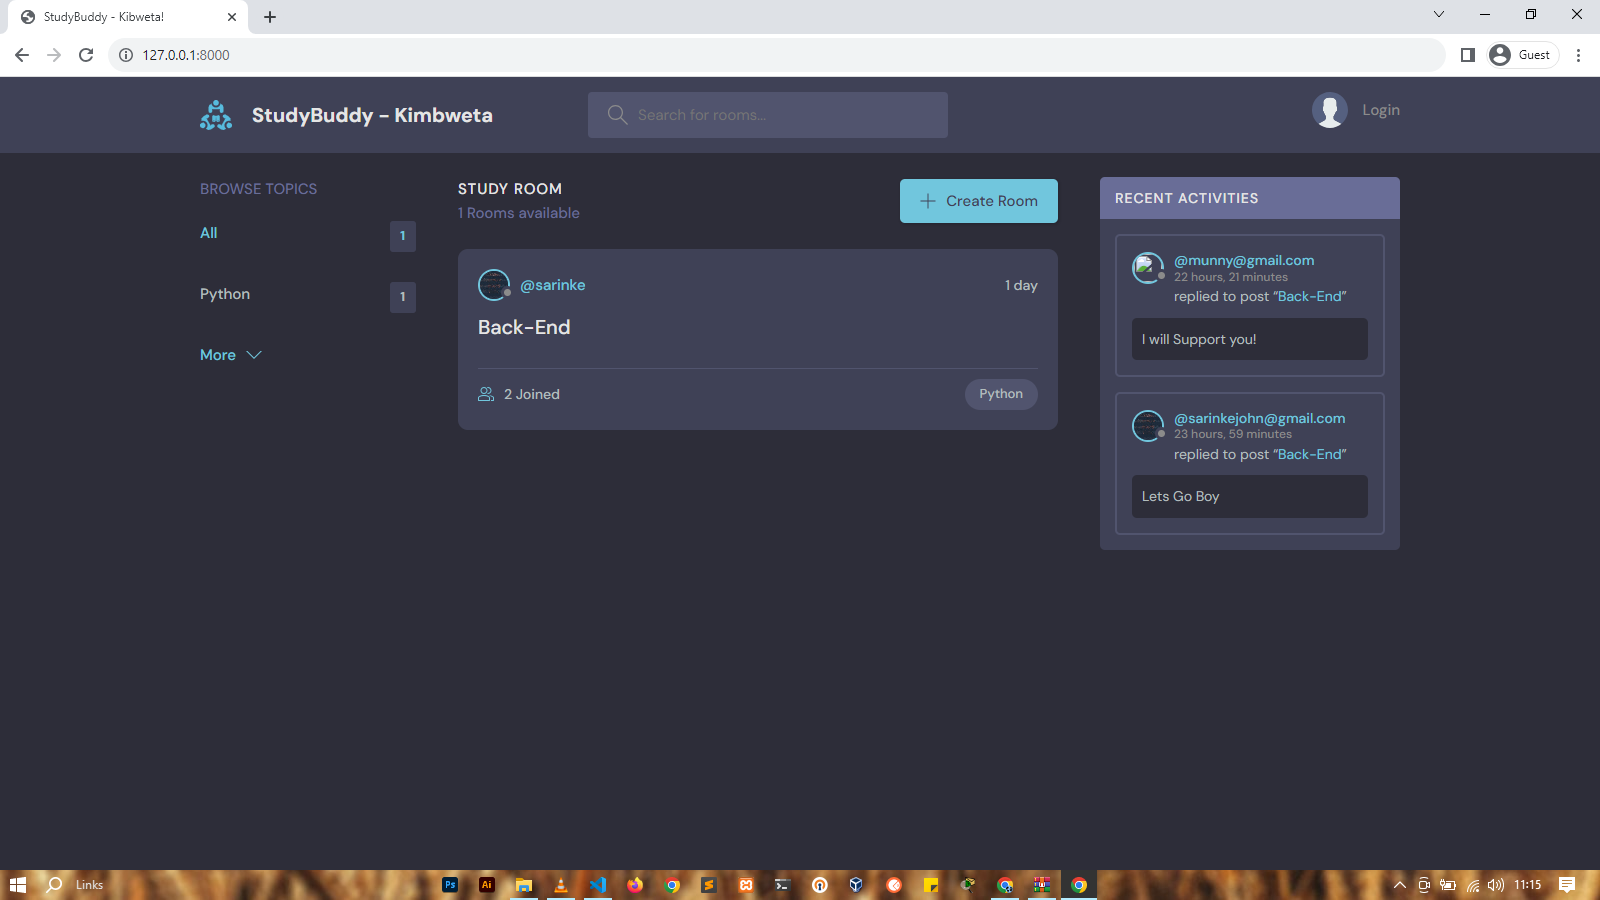 StudyBuddy - Kibweta!
127.0.0.1:8000
Guest
StudyBuddy - Kimbweta
Search for rooms...
Login
BROWSE TOPICS
All
1
Python
1
More
STUDY ROOM
1 Rooms available
Create Room
@sarinke
1 day
Back-End
2 Joined
Python
RECENT ACTIVITIES
@munny@gmail.com
22 hours, 21 minutes
replied to post “Back-End”
I will Support you!
@sarinkejohn@gmail.com
23 hours, 59 minutes
replied to post “Back-End”
Lets Go Boy
Links
Ps
Ai
11:15